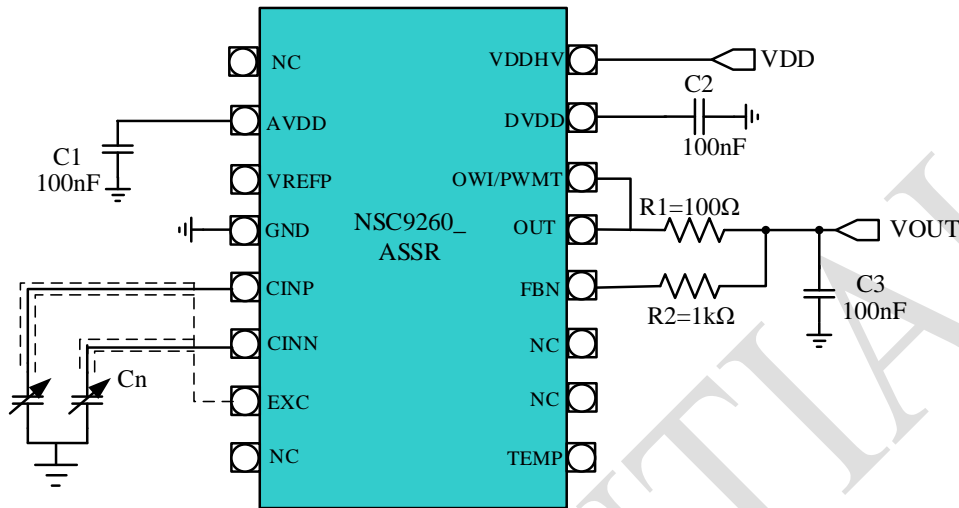 NC
AVDD
VREFP
GND
CINP
CINN
EXC
NC
C1
100nF
Cn
NSC9260_
ASSR
VDDHV
DVDD
OWI/PWMT
OUT
FBN
NC
NC
TEMP
VDD
C2
100nF
R1=100Ω
VOUT
R2=1kΩ
C3
100nF
NTIAL